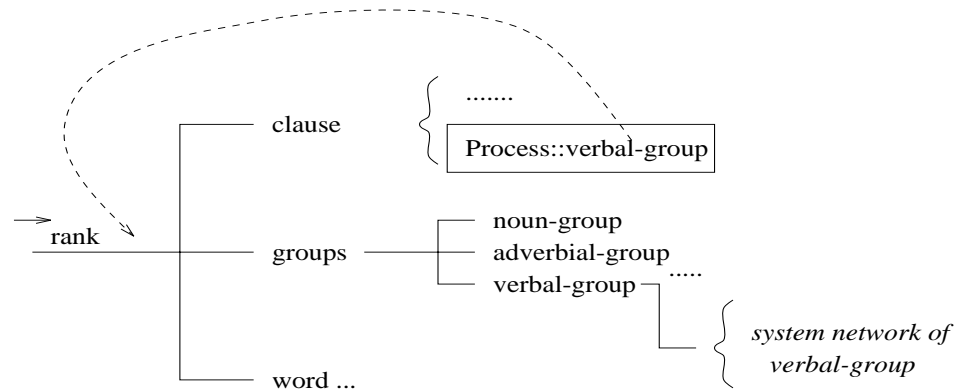 .......
clause
Process::verbal-group
noun-group
rank
groups
adverbial-group
verbal-group
.....
system network of
verbal-group
word ...